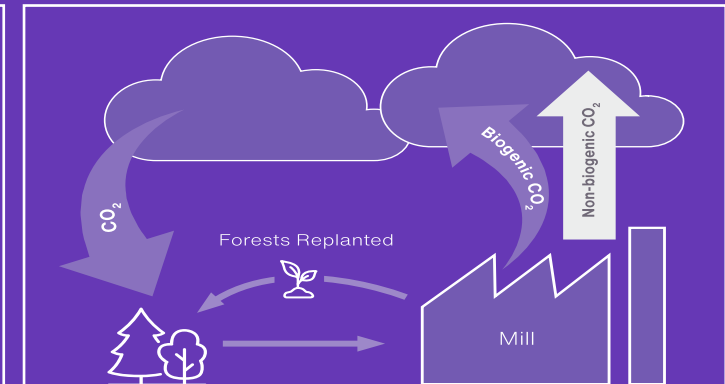 CO₂
Biogenic CO₂
Non-biogenic CO₂
Forests Replanted
Mill